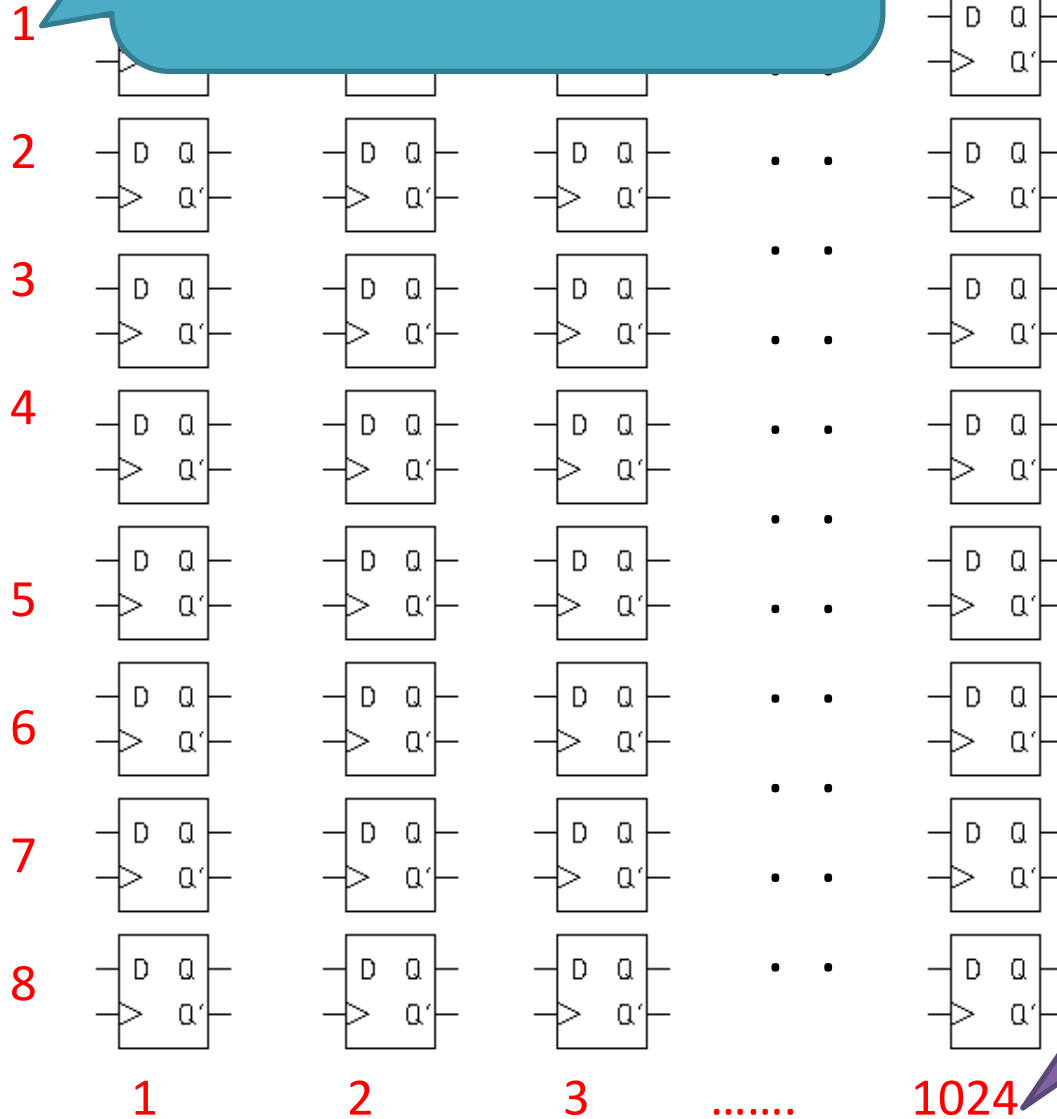 1 D Q
Q'
2 D Q D Q D Q D Q
Q' Q' Q' Q'
3 D Q D Q D Q D Q
Q' Q' Q' Q'
4 D Q D Q D Q D Q
Q' Q' Q' Q'
D Q D Q D Q D Q
5 Q' Q' Q' Q'
D Q D Q D Q D Q
6 Q' Q' Q' Q'
D Q D Q D Q D Q
7 Q' Q' Q' Q'
D Q D Q D Q D Q
8 Q' Q' Q' Q'
1 2 3 ....... 1024